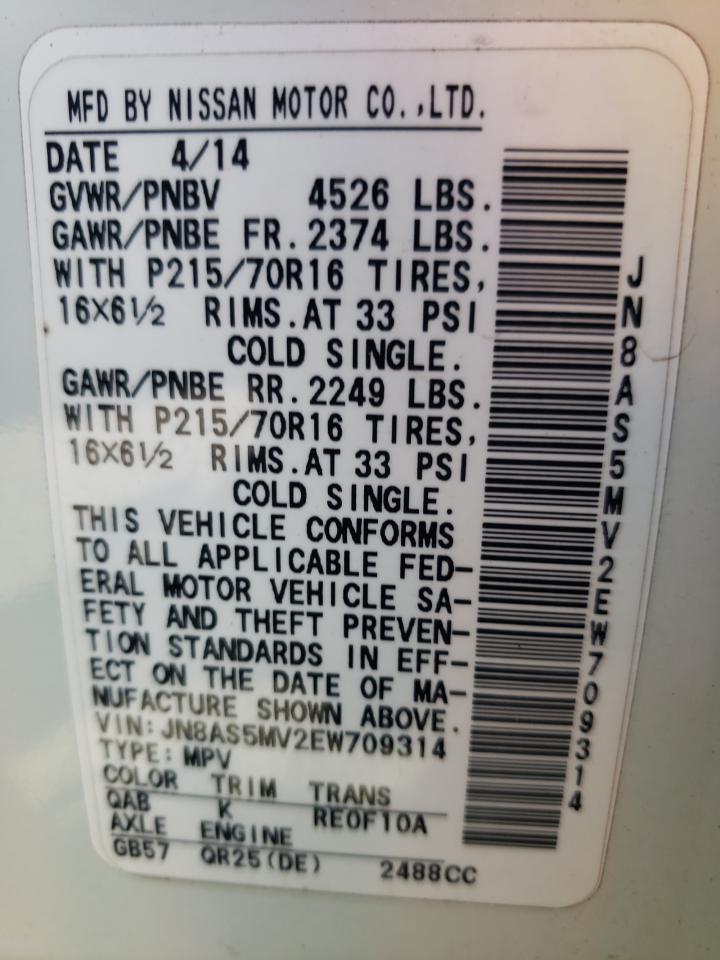 MFD BY NISSAN MOTOR CO.,LTD.
DATE 4/14
GVWR/PNBV 4526 LBS.
GAWR/PNBE FR.2374 LBS.
WITH P215/70R16 TIRES,
16X6½ RIMS.AT 33 PSI
COLD SINGLE.
GAWR/PNBE RR.2249 LBS.
WITH P215/70R16 TIRES,
16X6½ RIMS.AT 33 PSI
COLD SINGLE.
THIS VEHICLE CONFORMS
TO ALL APPLICABLE FED-
ERAL MOTOR VEHICLE SA-
FETY AND THEFT PREVEN-
TION STANDARDS IN EFF-
ECT ON THE DATE OF MA-
NUFACTURE SHOWN ABOVE.
VIN:JN8AS5MV2EW709314
TYPE:MPV
COLOR TRIM TRANS
QAB K RE0F10A
AXLE ENGINE
GB57 QR25(DE) 2488CC
JN8AS5MV2EW709314